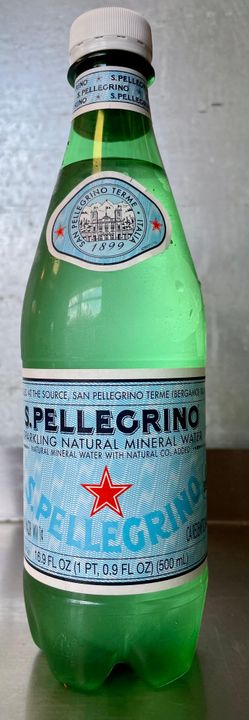 S.PELLEGRINO
S.PELLEGRINO
SAN PELLEGRINO TERME
ITALIA
1899
AT THE SOURCE, SAN PELLEGRINO TERME (BERGAMO)
S.PELLEGRINO
SPARKLING NATURAL MINERAL WATER
NATURAL MINERAL WATER WITH NATURAL CO₂ ADDED
S.PELLEGRINO
16.9 FL OZ (1 PT, 0.9 FL OZ) (500 mL)